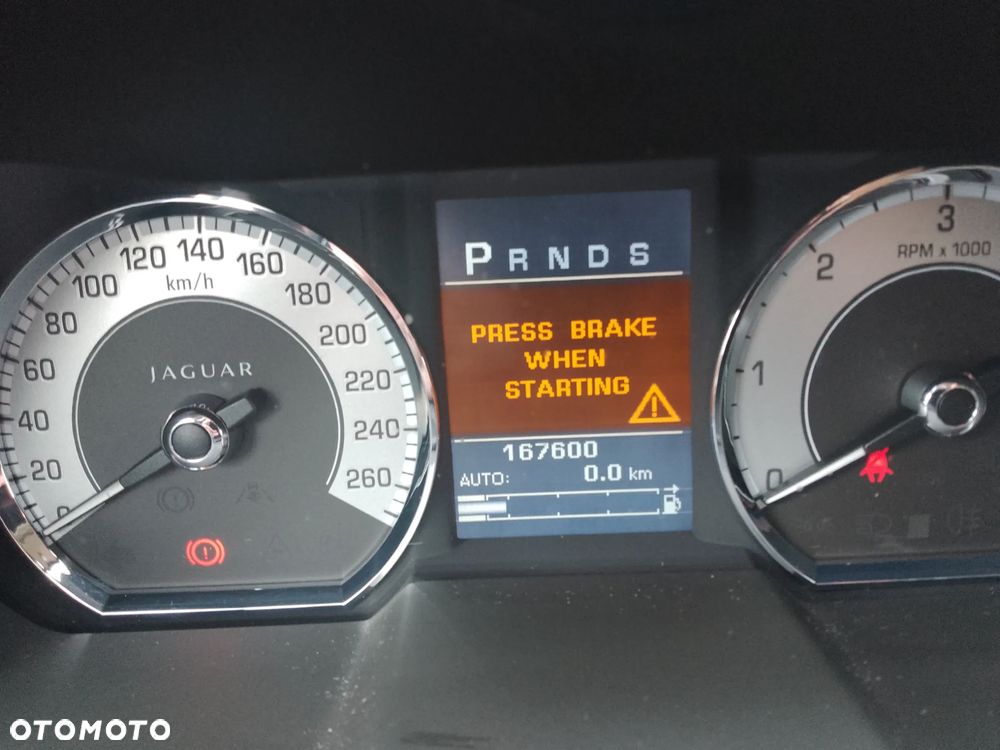 0
20
40
60
80
100
120
140
160
180
200
220
240
260
km/h
JAGUAR
P R N D S
PRESS BRAKE
WHEN
STARTING
167600
AUTO: 0.0 km
0
1
2
3
RPM x 1000
OTOMOTO